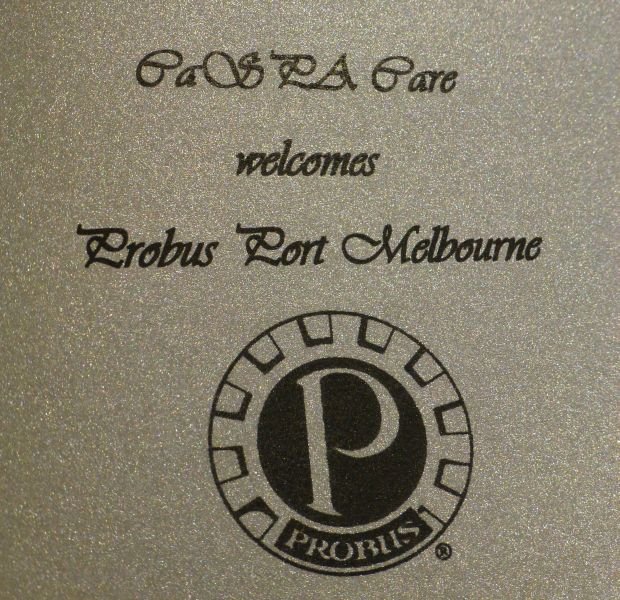 CaSPA Care
welcomes
Probus Port Melbourne
P
PROBUS ®